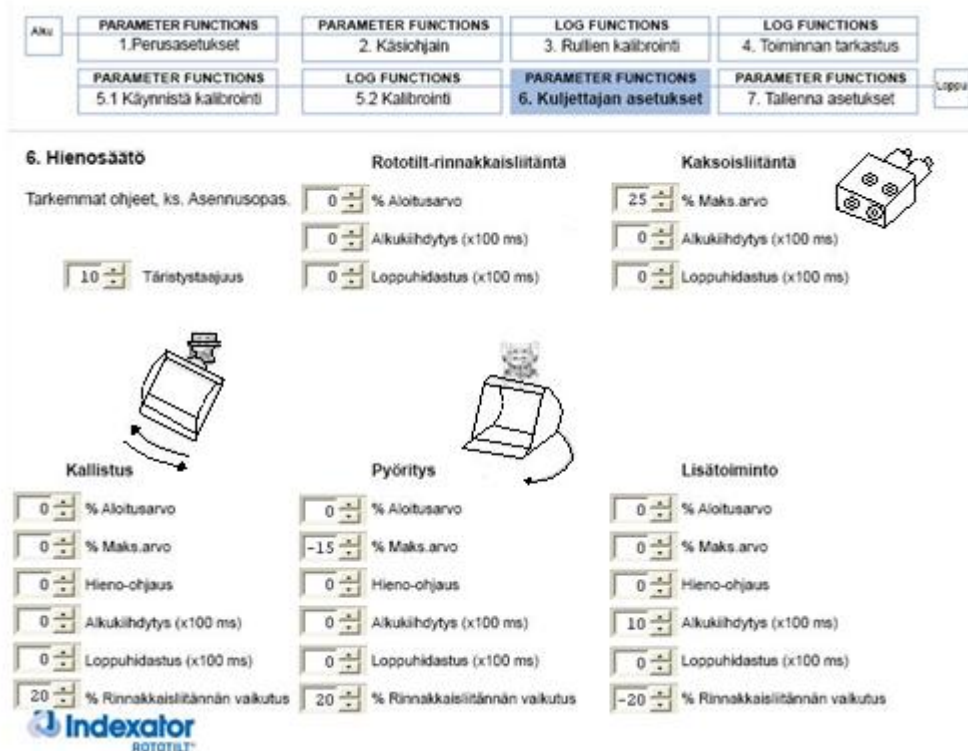 Alku
PARAMETER FUNCTIONS
1.Perusasetukset
PARAMETER FUNCTIONS
2. Käsiohjain
LOG FUNCTIONS
3. Rullien kalibrointi
LOG FUNCTIONS
4. Toiminnan tarkastus
PARAMETER FUNCTIONS
5.1 Käynnistä kalibrointi
LOG FUNCTIONS
5.2 Kalibrointi
PARAMETER FUNCTIONS
6. Kuljettajan asetukset
PARAMETER FUNCTIONS
7. Tallenna asetukset
Loppu
6. Hienosäätö
Tarkemmat ohjeet, ks. Asennusopas.
10 Täristystaajuus
Rototilt-rinnakkaisliitäntä
0 % Aloitusarvo
0 Alkukiihdytys (x100 ms)
0 Loppuhidastus (x100 ms)
Kaksoisliitäntä
25 % Maks.arvo
0 Alkukiihdytys (x100 ms)
0 Loppuhidastus (x100 ms)
Kallistus
0 % Aloitusarvo
0 % Maks.arvo
0 Hieno-ohjaus
0 Alkukiihdytys (x100 ms)
0 Loppuhidastus (x100 ms)
20 % Rinnakkaisliitännän vaikutus
Pyöritys
0 % Aloitusarvo
-15 % Maks.arvo
0 Hieno-ohjaus
0 Alkukiihdytys (x100 ms)
0 Loppuhidastus (x100 ms)
20 % Rinnakkaisliitännän vaikutus
Lisätoiminto
0 % Aloitusarvo
0 % Maks.arvo
0 Hieno-ohjaus
10 Alkukiihdytys (x100 ms)
0 Loppuhidastus (x100 ms)
-20 % Rinnakkaisliitännän vaikutus
Indexator
ROTOTILT®